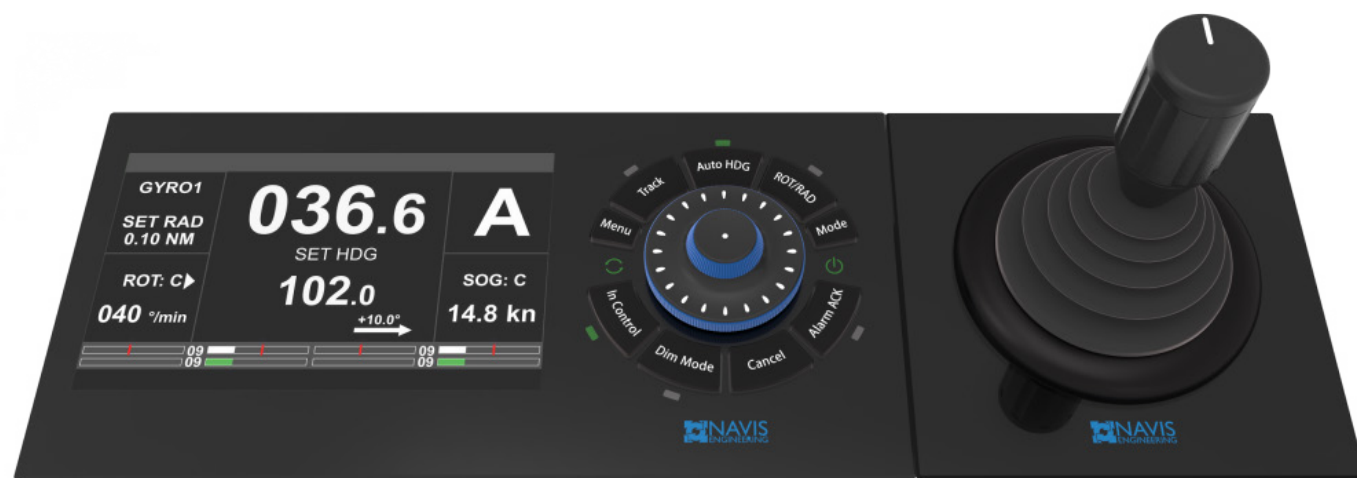 GYRO1
SET RAD
0.10 NM
ROT: C
040 °/min
036.6
SET HDG
102.0
+10.0°
A
SOG: C
14.8 kn
09
09
09
09
Auto HDG
Track
ROT/RAD
Menu
Mode
In Control
Alarm ACK
Dim Mode
Cancel
NAVIS
ENGINEERING
NAVIS
ENGINEERING